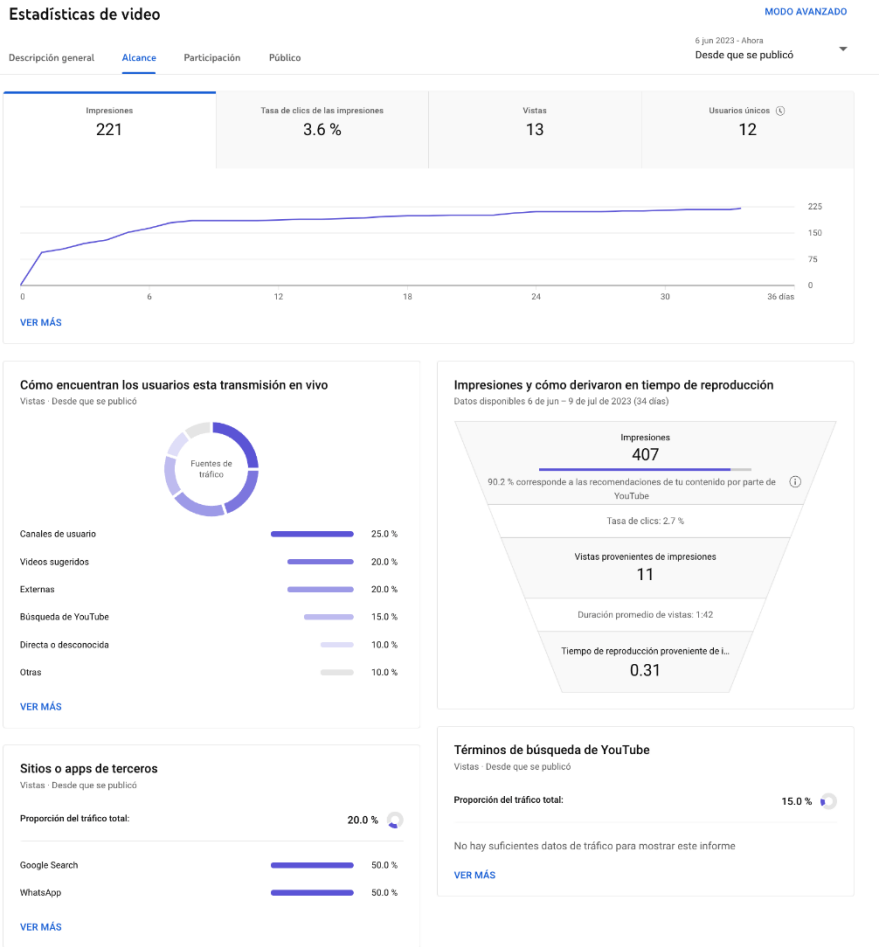 Estadísticas de video
MODO AVANZADO
6 jun 2023 - Ahora
Desde que se publicó
Descripción general
Alcance
Participación
Público
Impresiones
221
Tasa de clics de las impresiones
3.6 %
Vistas
13
Usuarios únicos
12
225
150
75
0
0
6
12
18
24
30
36 días
VER MÁS
Cómo encuentran los usuarios esta transmisión en vivo
Vistas · Desde que se publicó
Fuentes de
tráfico
Canales de usuario 25.0 %
Videos sugeridos 20.0 %
Externas 20.0 %
Búsqueda de YouTube 15.0 %
Directa o desconocida 10.0 %
Otras 10.0 %
VER MÁS
Impresiones y cómo derivaron en tiempo de reproducción
Datos disponibles 6 de jun – 9 de jul de 2023 (34 días)
Impresiones
407
90.2 % corresponde a las recomendaciones de tu contenido por parte de
YouTube
Tasa de clics: 2.7 %
Vistas provenientes de impresiones
11
Duración promedio de vistas: 1:42
Tiempo de reproducción proveniente de i...
0.31
Sitios o apps de terceros
Vistas · Desde que se publicó
Proporción del tráfico total: 20.0 %
Google Search 50.0 %
WhatsApp 50.0 %
VER MÁS
Términos de búsqueda de YouTube
Vistas · Desde que se publicó
Proporción del tráfico total: 15.0 %
No hay suficientes datos de tráfico para mostrar este informe
VER MÁS